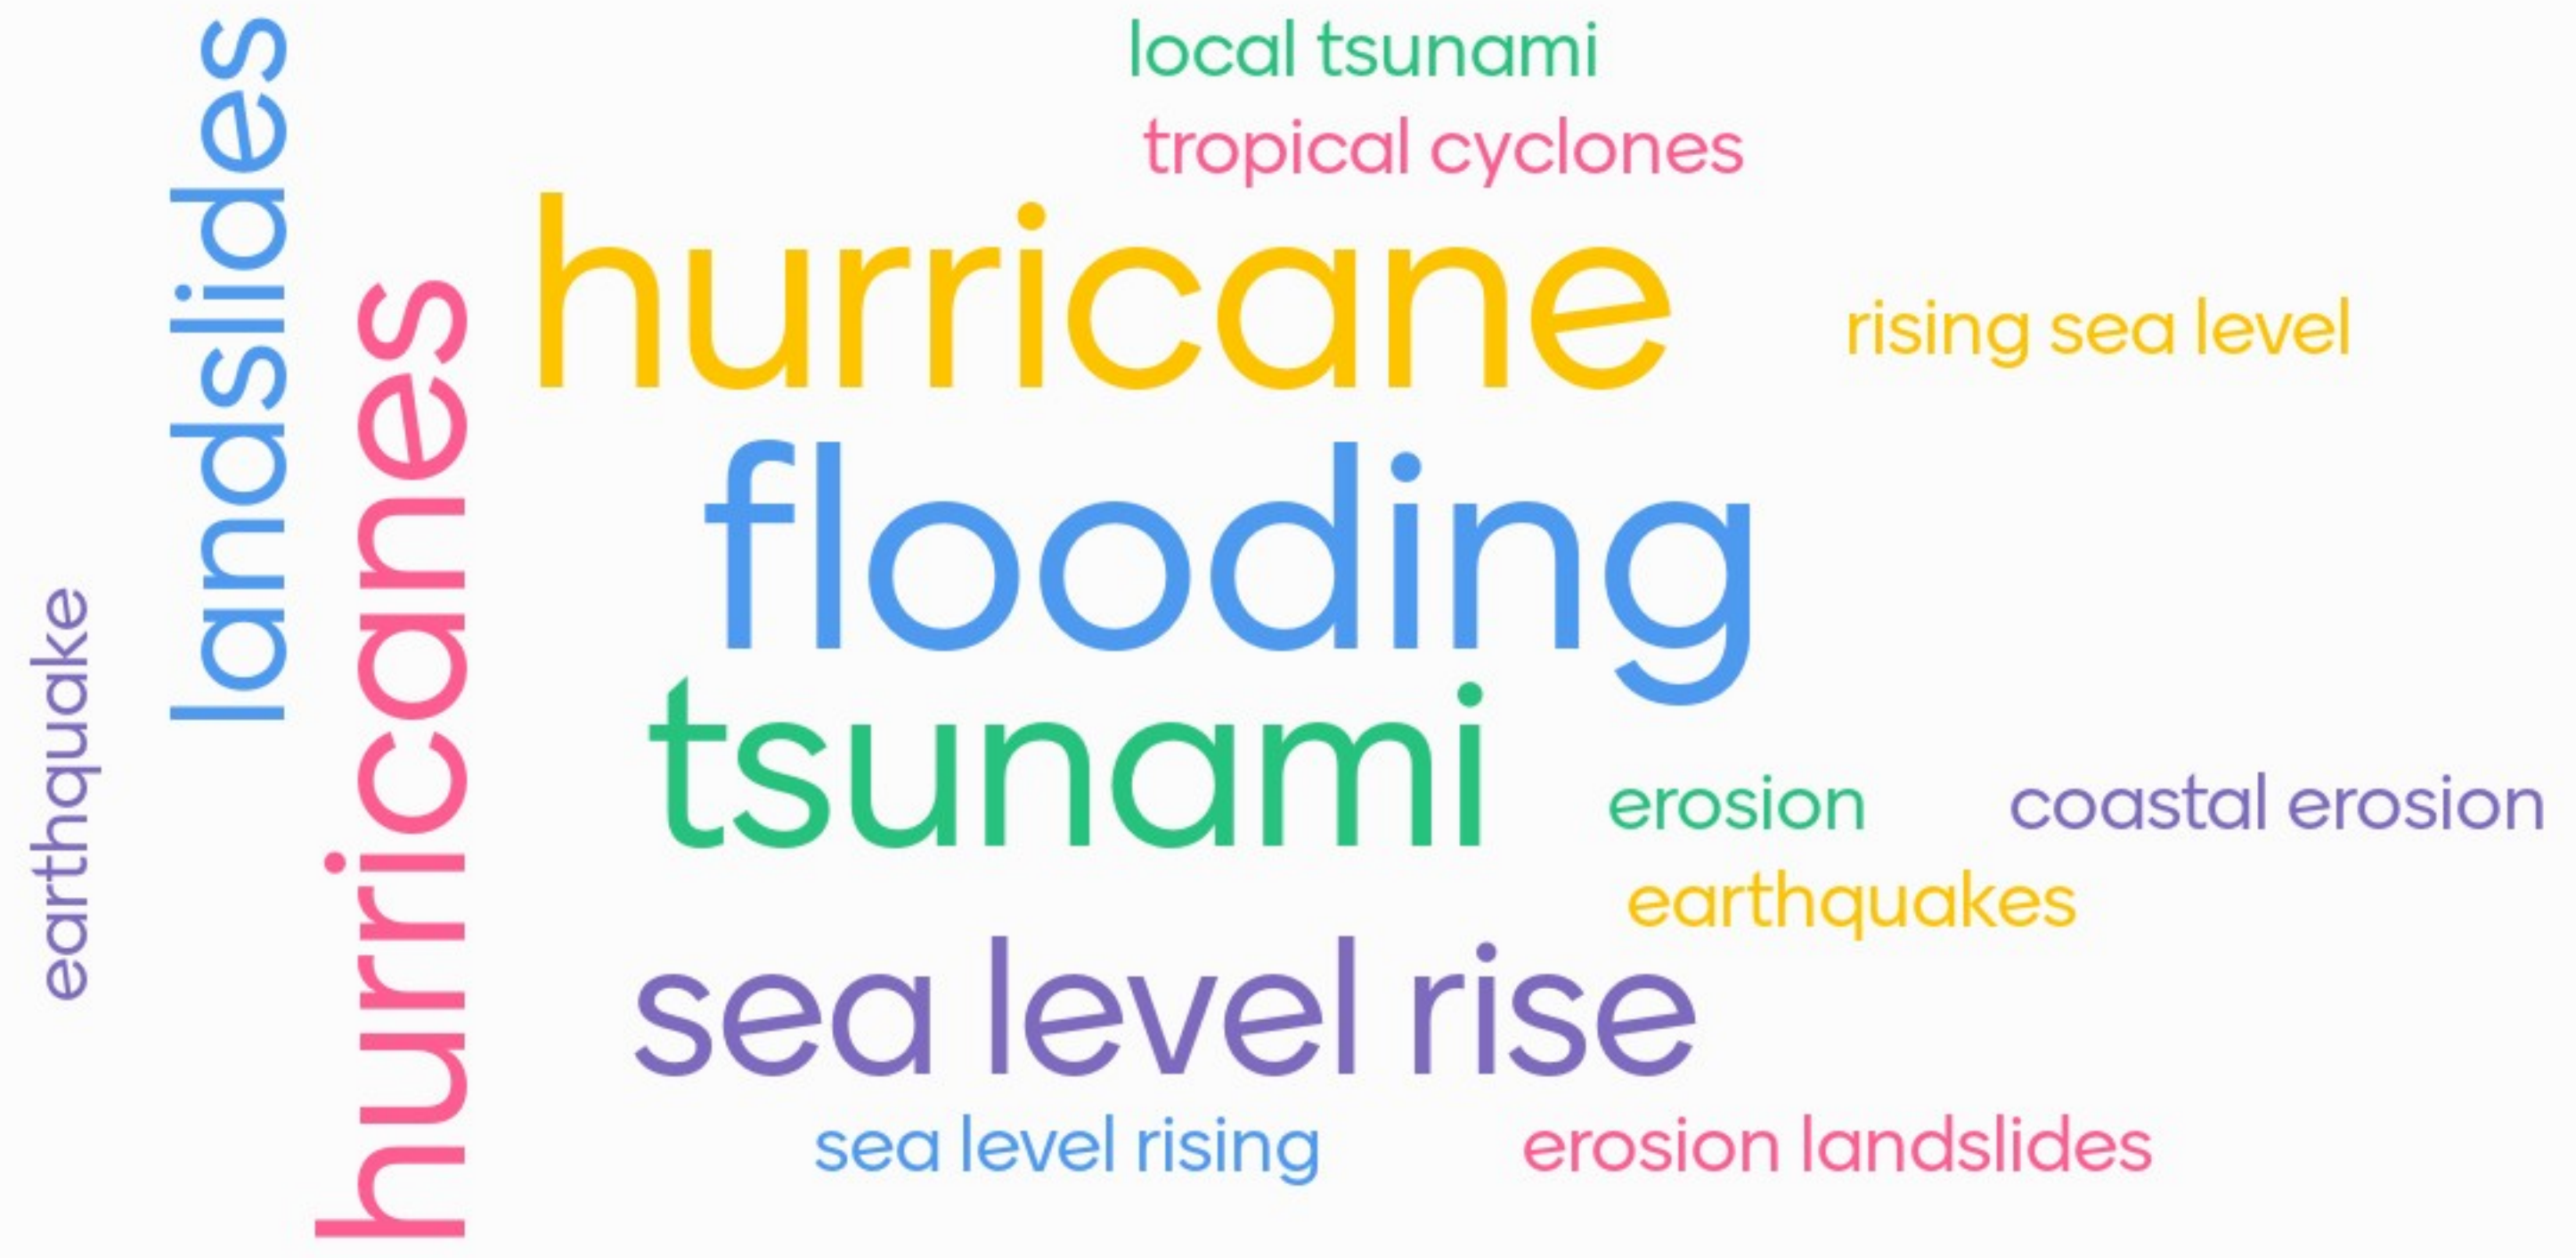 local tsunami
tropical cyclones
landslides
hurricane
rising sea level
hurricanes
flooding
earthquake
tsunami
erosion
coastal erosion
earthquakes
sea level rise
sea level rising
erosion landslides